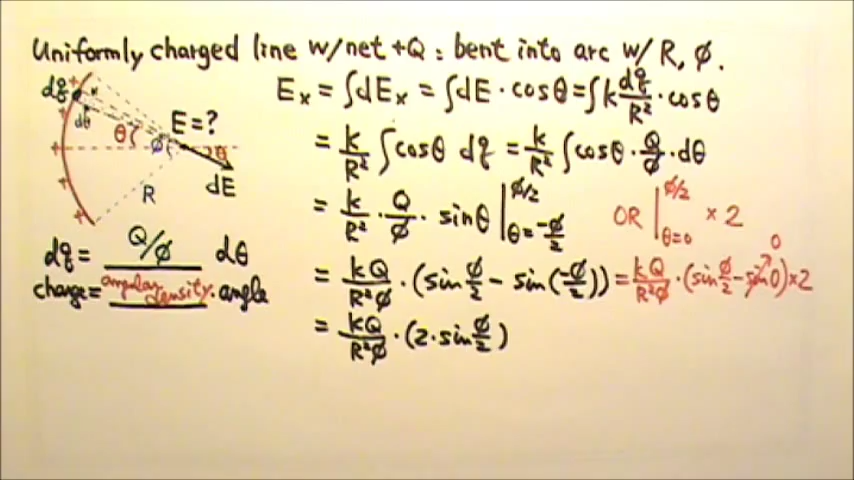 Uniformly charged line w/net +Q : bent into arc w/ R, ϕ.
dq
dθ
θ
ϕ
E=?
θ
dE
R
+ + + + +
dq = Q/ϕ dθ
charge = angular density · angle
Eₓ = ∫dEₓ = ∫dE · cosθ = ∫k dq/R² · cosθ
= k/R² ∫cosθ dq = k/R² ∫cosθ · Q/ϕ · dθ
= k/R² · Q/ϕ · sinθ |θ=-ϕ/2 ϕ/2 OR |θ=0 ϕ/2 × 2
= kQ/R²ϕ · (sin ϕ/2 - sin(-ϕ/2)) = kQ/R²ϕ · (sin ϕ/2 - sin 0) × 2
0
= kQ/R²ϕ · (2 · sin ϕ/2)